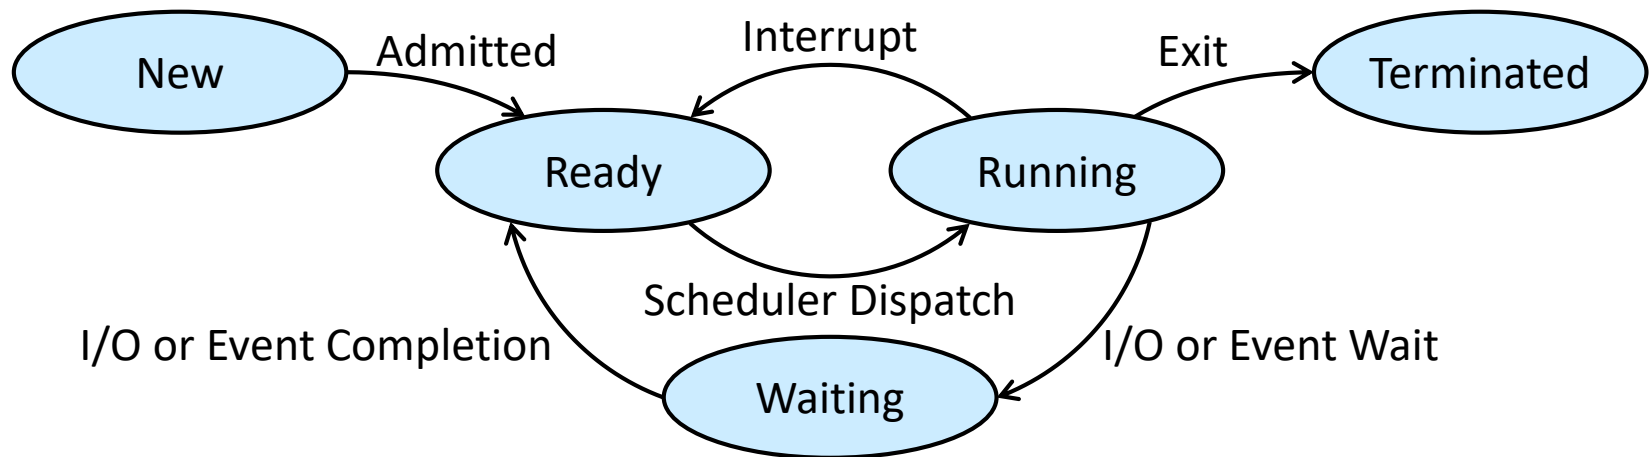 New
Admitted
Interrupt
Exit
Terminated
Ready
Running
Scheduler Dispatch
I/O or Event Completion
I/O or Event Wait
Waiting